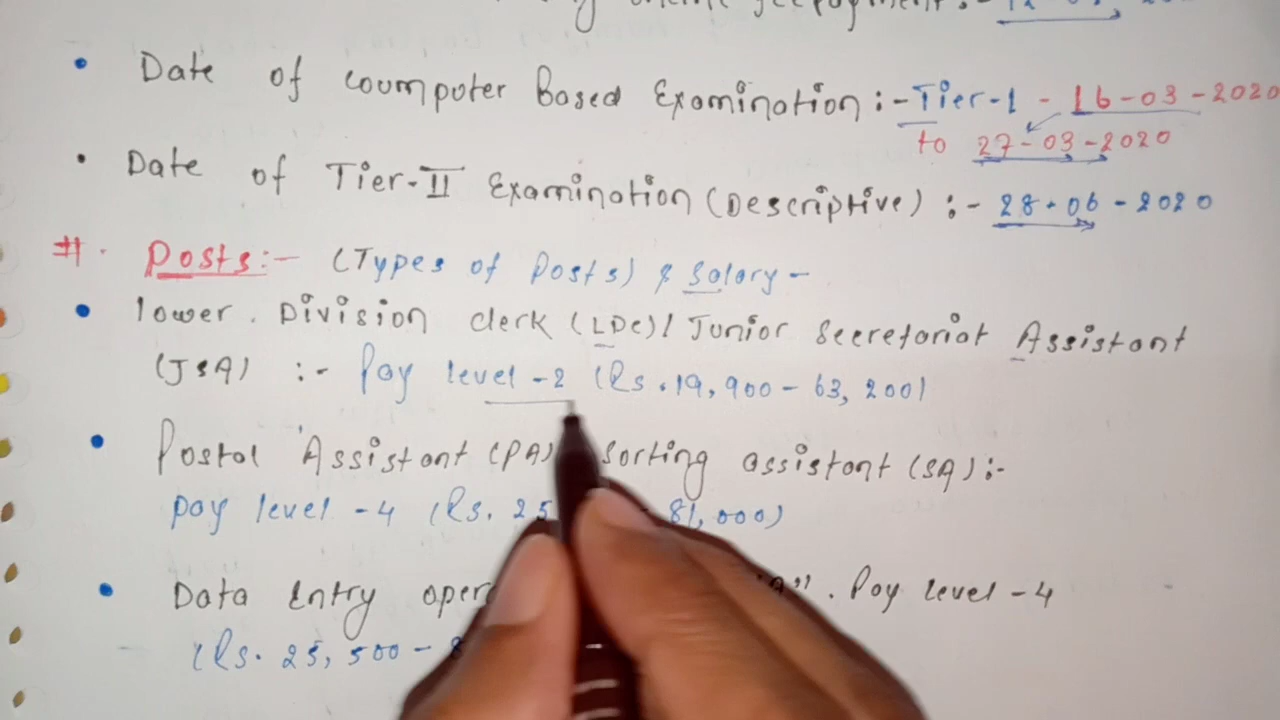 Date of Coumputer Based Examination :- Tier-1 - 16-03-2020
to 27-03-2020
Date of Tier-II Examination (Descriptive) :- 28-06-2020
#. Posts:- (Types of Posts) & Salary -
lower. Division clerk (LDC)/ Junior Secretariat Assistant
(JSA) :- Pay level -2 (Rs. 19,900 - 63,200)
Postal Assistant (PA) sorting assistant (SA) :-
pay level -4 (Rs. 25 81,000)
Data Entry . Pay level -4
(Rs. 25,500 -